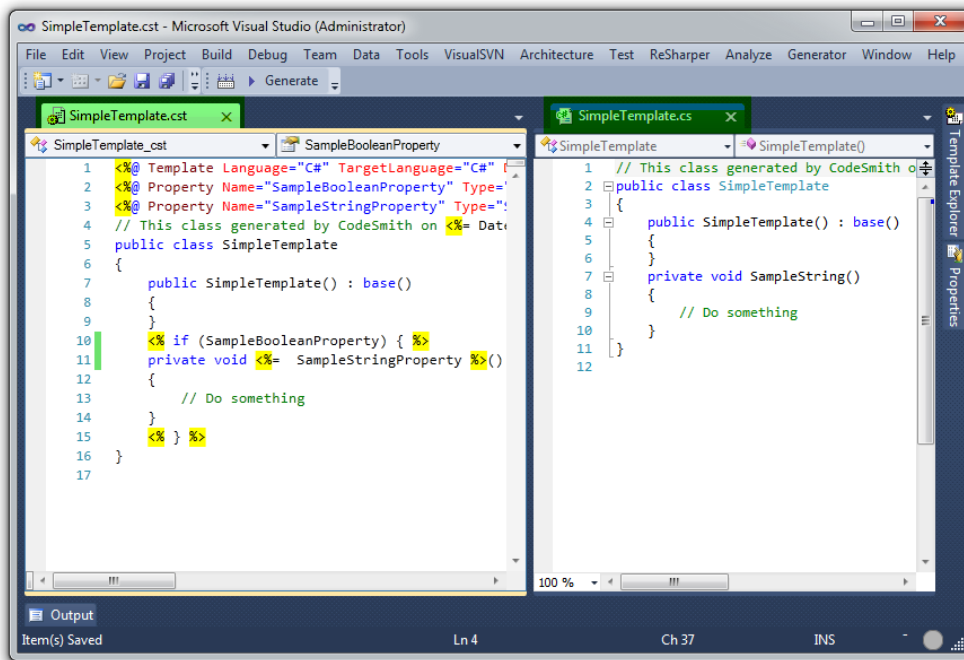 SimpleTemplate.cst - Microsoft Visual Studio (Administrator)
File Edit View Project Build Debug Team Data Tools VisualSVN Architecture Test ReSharper Analyze Generator Window Help
Generate
SimpleTemplate.cst
SimpleTemplate_cst SampleBooleanProperty
1 <%@ Template Language="C#" TargetLanguage="C#"
2 <%@ Property Name="SampleBooleanProperty" Type="
3 <%@ Property Name="SampleStringProperty" Type="
4 // This class generated by CodeSmith on <%= Date
5 public class SimpleTemplate
6 {
7 public SimpleTemplate() : base()
8 {
9 }
10 <% if (SampleBooleanProperty) { %>
11 private void <%= SampleStringProperty %>()
12 {
13 // Do something
14 }
15 <% } %>
16 }
17
SimpleTemplate.cs
SimpleTemplate SimpleTemplate()
1 // This class generated by CodeSmith o
2 public class SimpleTemplate
3 {
4 public SimpleTemplate() : base()
5 {
6 }
7 private void SampleString()
8 {
9 // Do something
10 }
11 }
12
100 %
Template Explorer
Properties
Output
Item(s) Saved Ln 4 Ch 37 INS